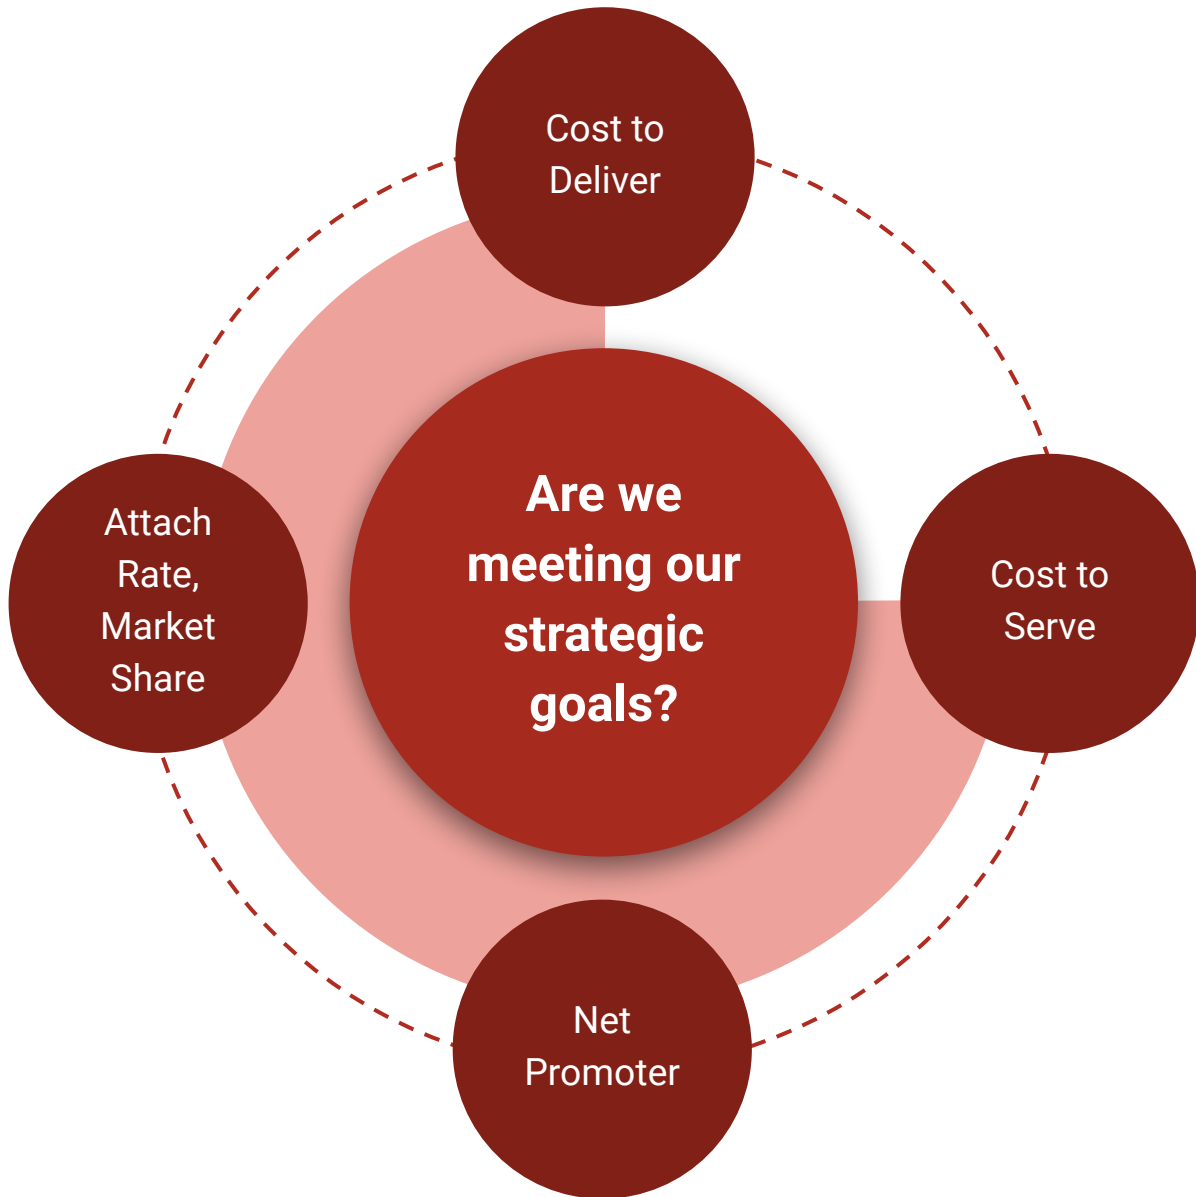 Cost to
Deliver
Attach
Rate,
Market
Share
Are we
meeting our
strategic
goals?
Cost to
Serve
Net
Promoter